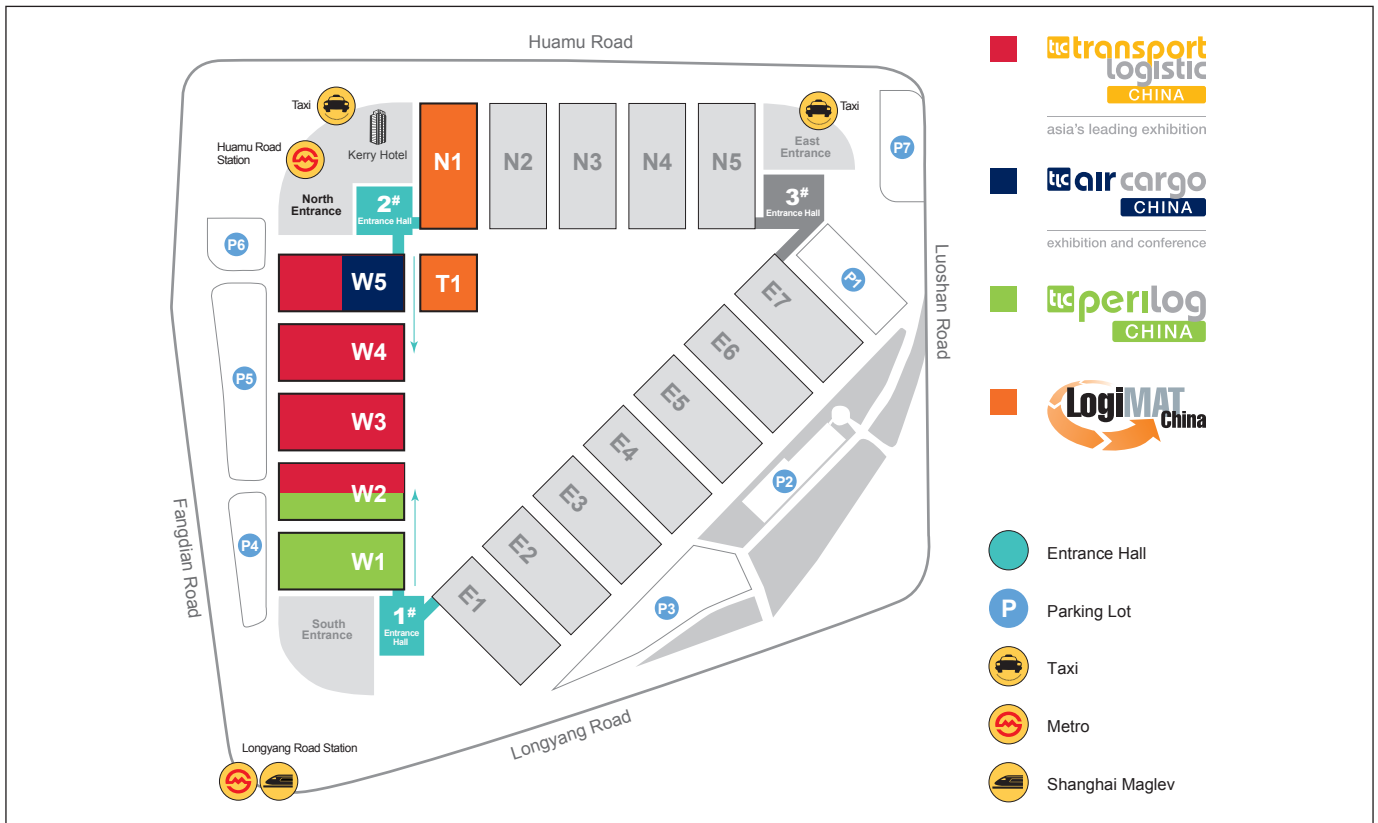 Huamu Road
Taxi
Huamu Road
Station
Kerry Hotel
North
Entrance
2#
Entrance Hall
N1
N2
N3
N4
N5
Taxi
East
Entrance
3#
Entrance Hall
P7
P6
W5
T1
P1
E7
Luoshan Road
W4
E6
P5
W3
E5
E4
W2
P2
E3
Fangdian Road
P4
W1
E2
E1
P3
South
Entrance
1#
Entrance
Hall
Longyang Road
Longyang Road Station
tlc transport
logistic
CHINA
asia's leading exhibition
tlc air cargo
CHINA
exhibition and conference
tlc perilog
CHINA
LogiMAT
China
Entrance Hall
P
Parking Lot
Taxi
Metro
Shanghai Maglev